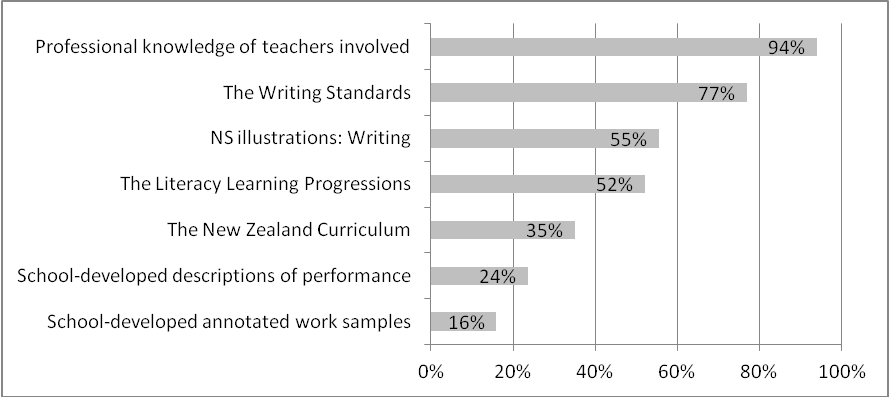 Professional knowledge of teachers involved 94%
The Writing Standards 77%
NS illustrations: Writing 55%
The Literacy Learning Progressions 52%
The New Zealand Curriculum 35%
School-developed descriptions of performance 24%
School-developed annotated work samples 16%
0% 20% 40% 60% 80% 100%